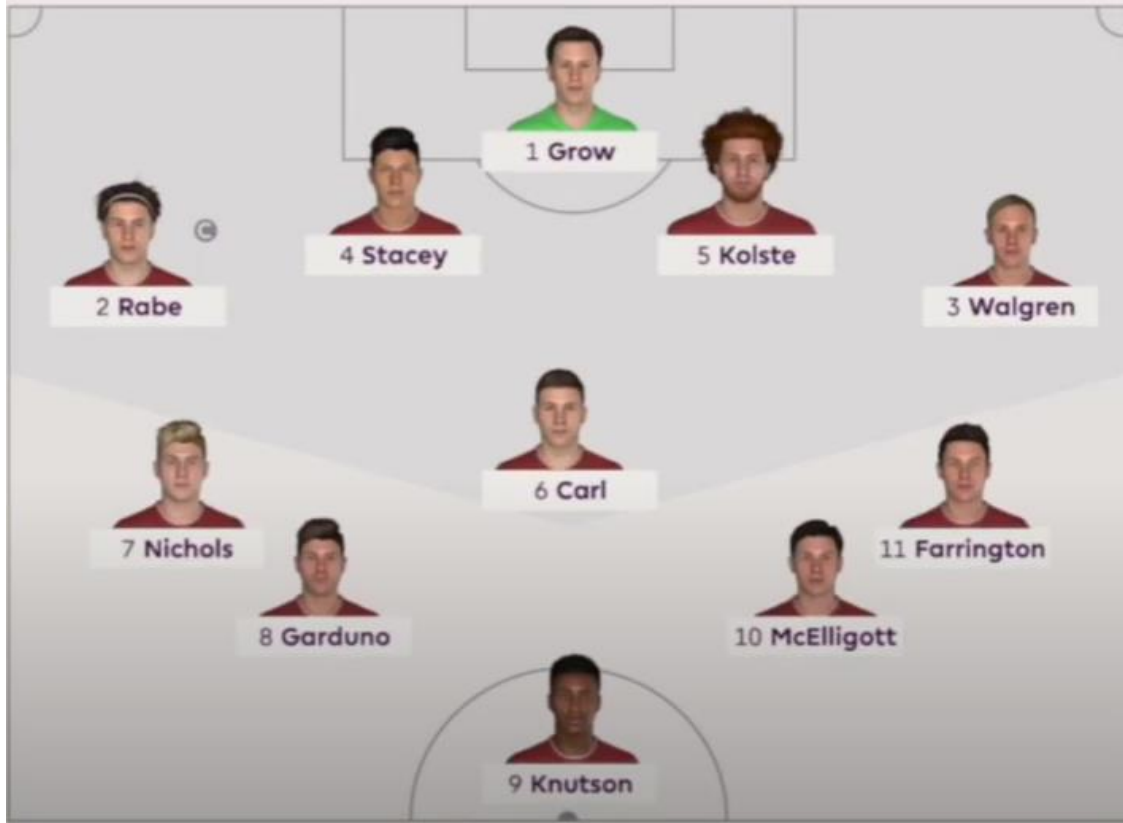 1 Grow
4 Stacey
5 Kolste
2 Rabe
C
3 Walgren
6 Carl
7 Nichols
11 Farrington
8 Garduno
10 McElligott
9 Knutson